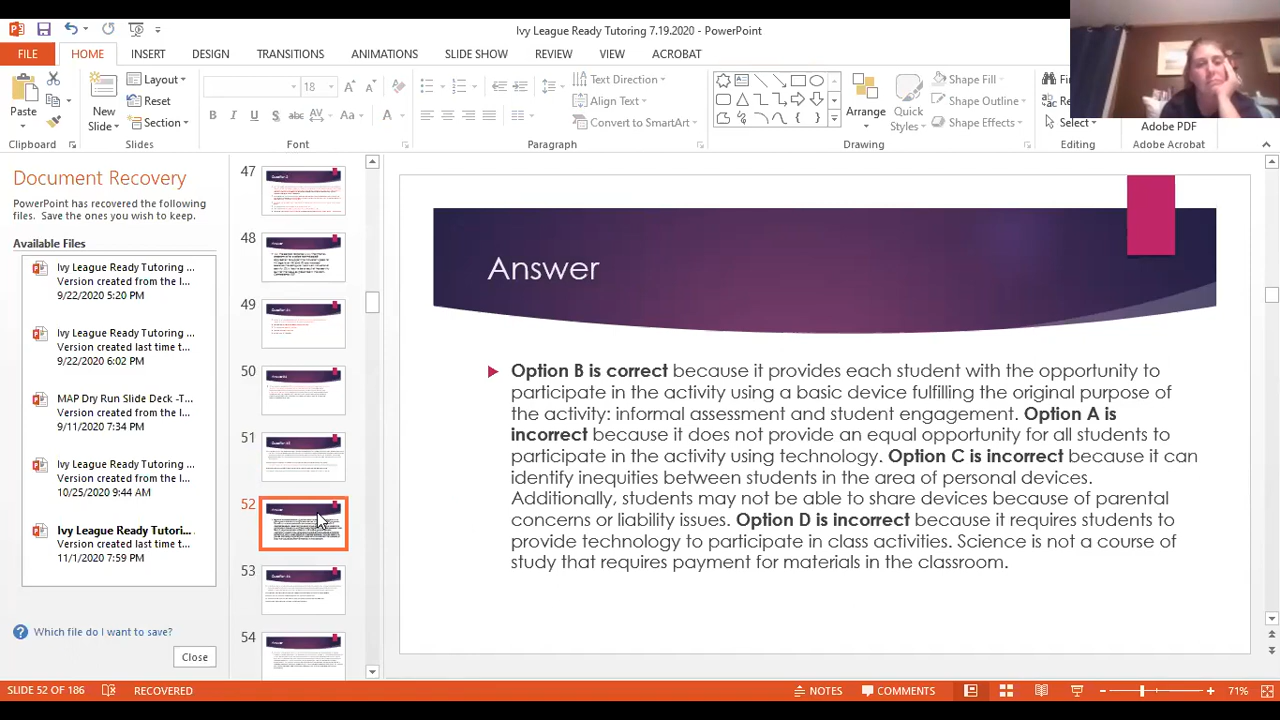 Ivy League Ready Tutoring 7.19.2020 - PowerPoint
FILE HOME INSERT DESIGN TRANSITIONS ANIMATIONS SLIDE SHOW REVIEW VIEW ACROBAT
Paste
New
Slide
Layout
Reset
Section
18
Text Direction
Align Text
Convert to SmartArt
Arrange
Quick
Styles
Shape Fill
Shape Outline
Shape Effects
Select
Adobe PDF
Clipboard Slides Font Paragraph Drawing Editing Adobe Acrobat
Document Recovery
PowerPoint has recovered the following
files. Save the ones you wish to keep.
Available Files
Ivy League Ready Tutoring ...
Version created from the l...
9/22/2020 5:20 PM
Ivy League Ready Tutoring ...
Version created last time t...
9/22/2020 6:02 PM
MAP Dry Run Slide Deck -T...
Version created from the l...
9/11/2020 7:34 PM
Ivy League Ready Tutoring ...
Version created from the l...
10/25/2020 9:44 AM
Ivy League Ready Tutori...
Version created last time t...
11/1/2020 7:59 PM
Which file do I want to save?
Close
47
48
49
50
51
52
53
54
Answer
Option B is correct because it provides each student with the opportunity to
participate in the activity using a basic device fulfilling the original purpose of
the activity: informal assessment and student engagement. Option A is
incorrect because it does not provide an equal opportunity for all students to
participate in the activity using technology. Option C is incorrect because it can
identify inequities between students in the area of personal devices.
Additionally, students may not be able to share devices because of parental
concerns or liability issues. Option D is incorrect because it requires students to
provide technology to participate in class activities. Science is not a course of
study that requires payment for materials in the classroom.
SLIDE 52 OF 186 RECOVERED NOTES COMMENTS 71%